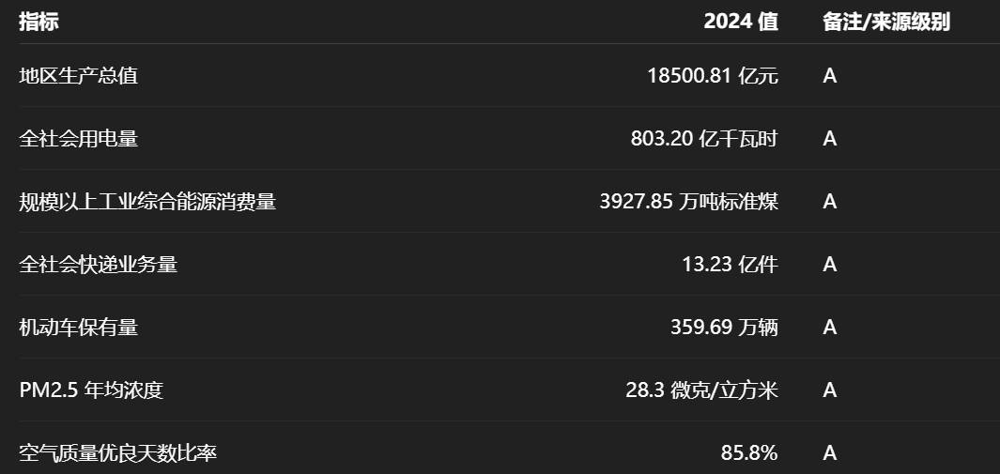 指标 2024 值 备注/来源级别
地区生产总值 18500.81 亿元 A
全社会用电量 803.20 亿千瓦时 A
规模以上工业综合能源消费量 3927.85 万吨标准煤 A
全社会快递业务量 13.23 亿件 A
机动车保有量 359.69 万辆 A
PM2.5 年均浓度 28.3 微克/立方米 A
空气质量优良天数比率 85.8% A